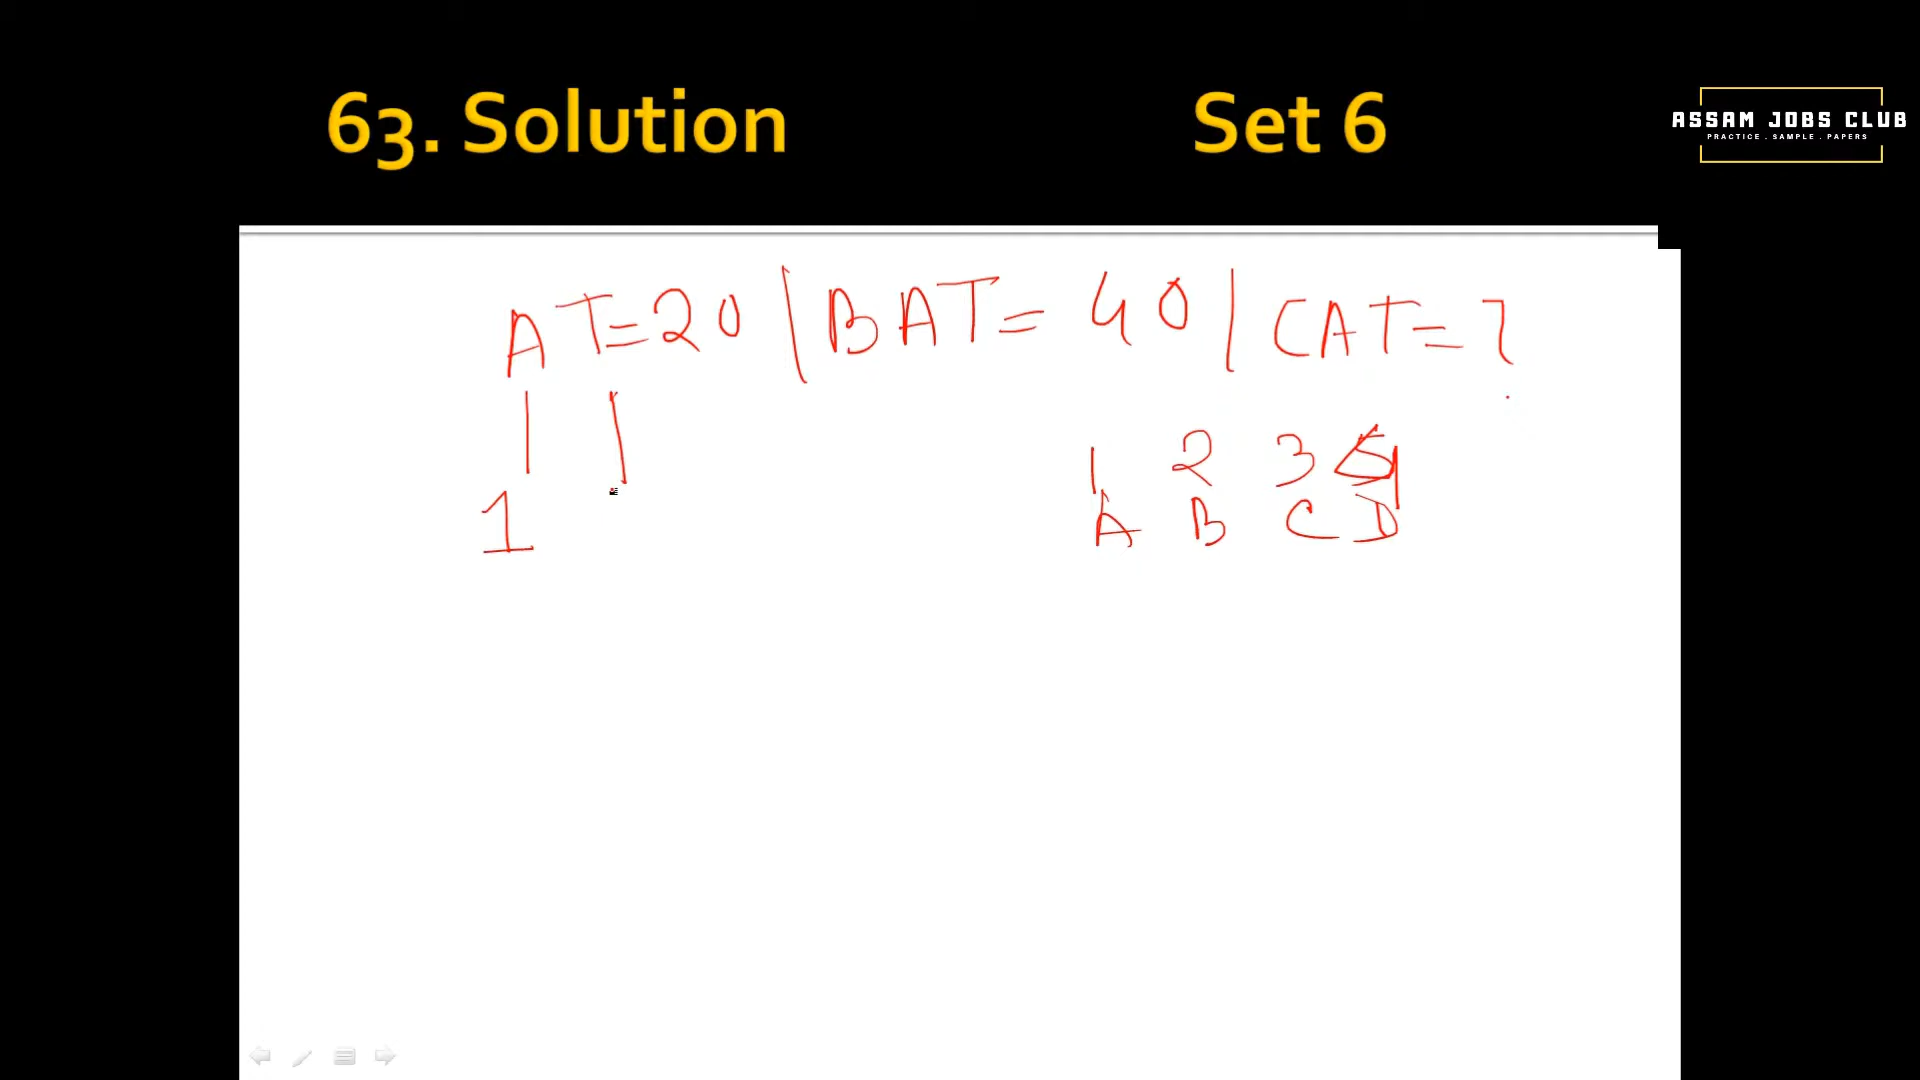 63. Solution Set 6
ASSAM JOBS CLUB
PRACTICE . SAMPLE . PAPERS
AT=20 | BAT= 40 | CAT=?
1 2 3 4
A B C D
1